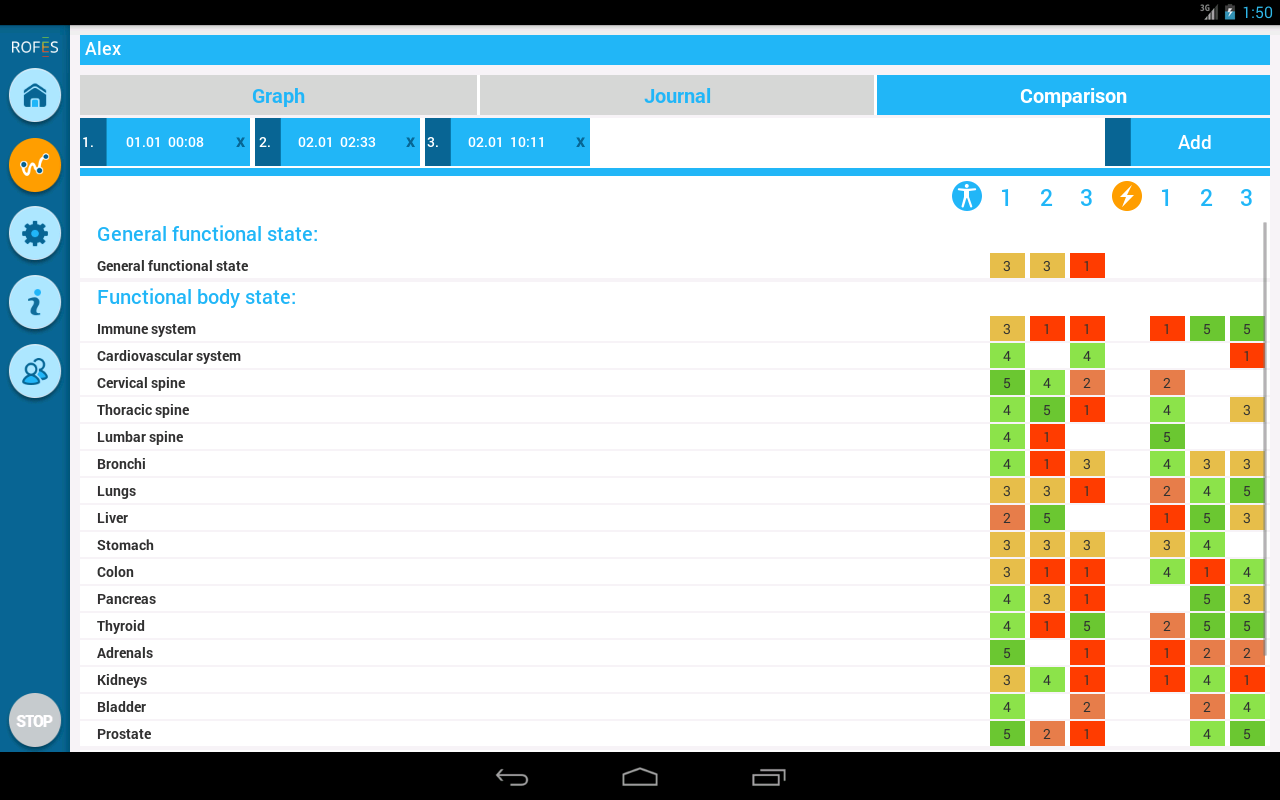 3G 1:50
ROFES
Alex
Graph Journal Comparison
1. 01.01 00:08 x 2. 02.01 02:33 x 3. 02.01 10:11 x Add
1 2 3 1 2 3
General functional state:
General functional state 3 3 1
Functional body state:
Immune system 3 1 1 1 5 5
Cardiovascular system 4 4 1
Cervical spine 5 4 2 2
Thoracic spine 4 5 1 4 3
Lumbar spine 4 1 5
Bronchi 4 1 3 4 3 3
Lungs 3 3 1 2 4 5
Liver 2 5 1 5 3
Stomach 3 3 3 3 4
Colon 3 1 1 4 1 4
Pancreas 4 3 1 5 3
Thyroid 4 1 5 2 5 5
Adrenals 5 1 1 2 2
Kidneys 3 4 1 1 4 1
Bladder 4 2 2 4
Prostate 5 2 1 4 5
STOP